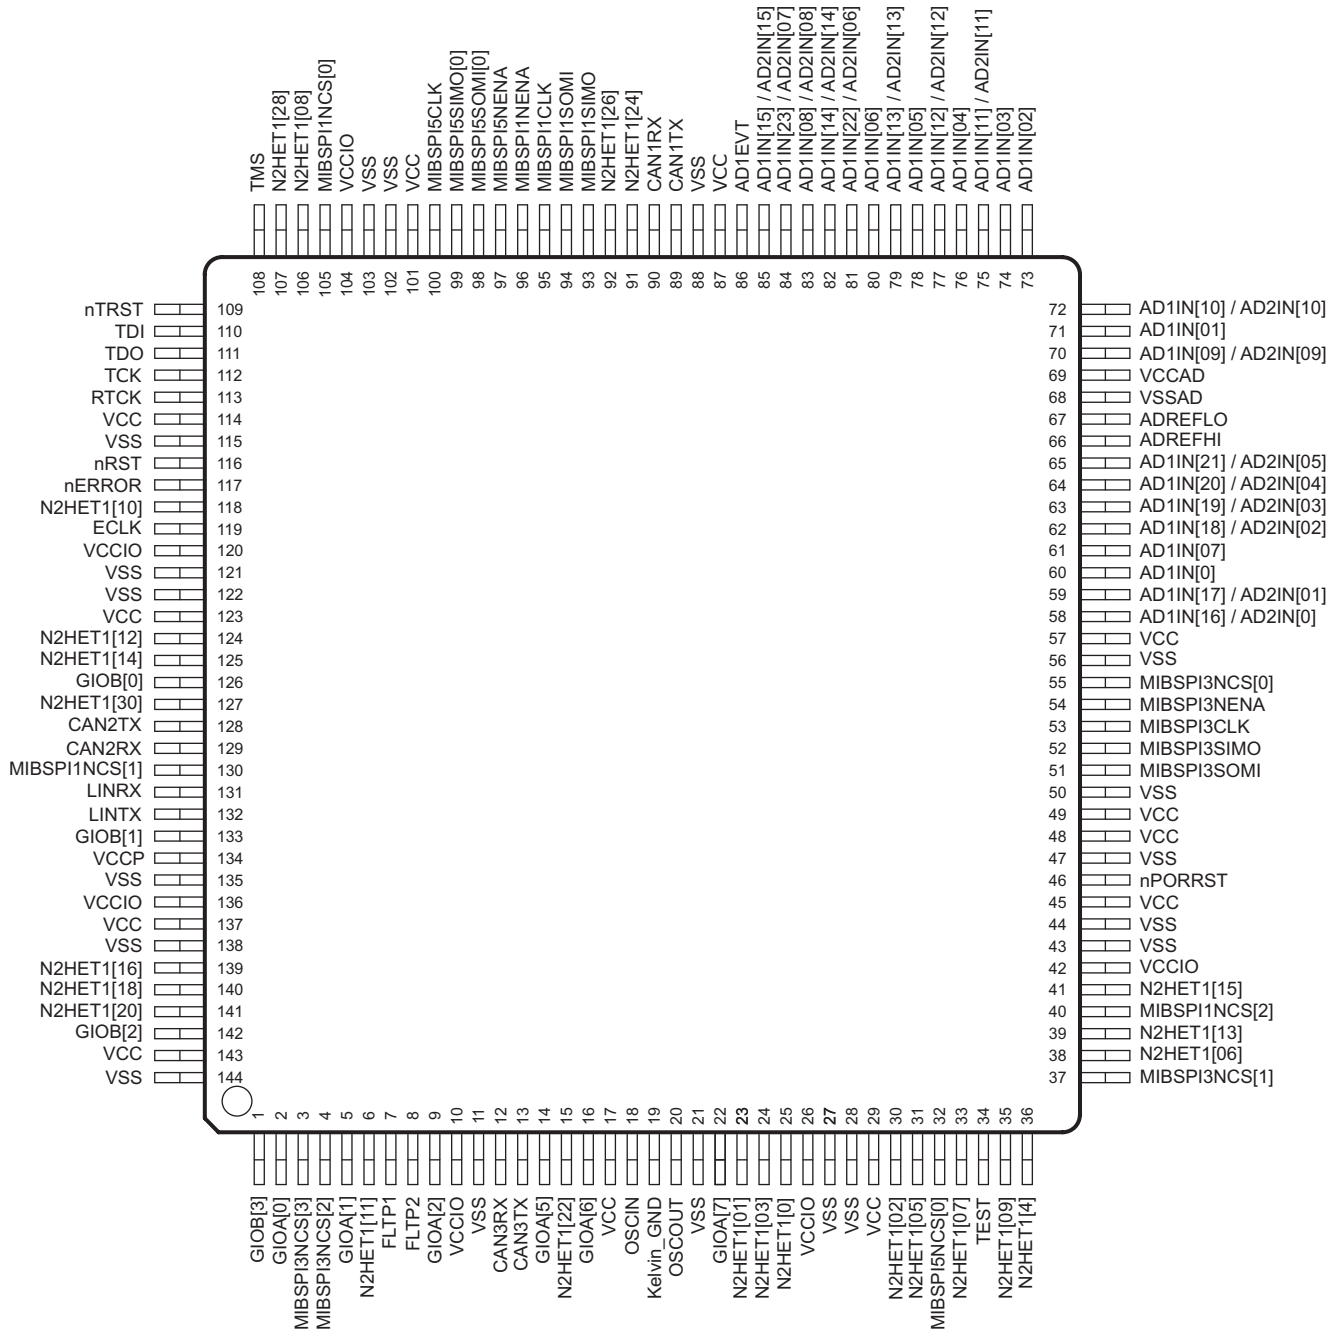 TMS
N2HET1[28]
N2HET1[08]
MIBSPI1NCS[0]
VCCIO
VSS
VSS
VCC
MIBSPI5CLK
MIBSPI5SIMO[0]
MIBSPI5SOMI[0]
MIBSPI5NENA
MIBSPI1NENA
MIBSPI1CLK
MIBSPI1SOMI
MIBSPI1SIMO
N2HET1[26]
N2HET1[24]
CAN1RX
CAN1TX
VSS
VCC
AD1EVT
AD1IN[15] / AD2IN[15]
AD1IN[23] / AD2IN[07]
AD1IN[08] / AD2IN[08]
AD1IN[14] / AD2IN[14]
AD1IN[22] / AD2IN[06]
AD1IN[06]
AD1IN[13] / AD2IN[13]
AD1IN[05]
AD1IN[12] / AD2IN[12]
AD1IN[04]
AD1IN[11] / AD2IN[11]
AD1IN[03]
AD1IN[02]
108
107
106
105
104
103
102
101
100
99
98
97
96
95
94
93
92
91
90
89
88
87
86
85
84
83
82
81
80
79
78
77
76
75
74
73
nTRST 109
TDI 110
TDO 111
TCK 112
RTCK 113
VCC 114
VSS 115
nRST 116
nERROR 117
N2HET1[10] 118
ECLK 119
VCCIO 120
VSS 121
VSS 122
VCC 123
N2HET1[12] 124
N2HET1[14] 125
GIOB[0] 126
N2HET1[30] 127
CAN2TX 128
CAN2RX 129
MIBSPI1NCS[1] 130
LINRX 131
LINTX 132
GIOB[1] 133
VCCP 134
VSS 135
VCCIO 136
VCC 137
VSS 138
N2HET1[16] 139
N2HET1[18] 140
N2HET1[20] 141
GIOB[2] 142
VCC 143
VSS 144
72 AD1IN[10] / AD2IN[10]
71 AD1IN[01]
70 AD1IN[09] / AD2IN[09]
69 VCCAD
68 VSSAD
67 ADREFLO
66 ADREFHI
65 AD1IN[21] / AD2IN[05]
64 AD1IN[20] / AD2IN[04]
63 AD1IN[19] / AD2IN[03]
62 AD1IN[18] / AD2IN[02]
61 AD1IN[07]
60 AD1IN[0]
59 AD1IN[17] / AD2IN[01]
58 AD1IN[16] / AD2IN[0]
57 VCC
56 VSS
55 MIBSPI3NCS[0]
54 MIBSPI3NENA
53 MIBSPI3CLK
52 MIBSPI3SIMO
51 MIBSPI3SOMI
50 VSS
49 VCC
48 VCC
47 VSS
46 nPORRST
45 VCC
44 VSS
43 VSS
42 VCCIO
41 N2HET1[15]
40 MIBSPI1NCS[2]
39 N2HET1[13]
38 N2HET1[06]
37 MIBSPI3NCS[1]
1
2
3
4
5
6
7
8
9
10
11
12
13
14
15
16
17
18
19
20
21
22
23
24
25
26
27
28
29
30
31
32
33
34
35
36
GIOB[3]
GIOA[0]
MIBSPI3NCS[3]
MIBSPI3NCS[2]
GIOA[1]
N2HET1[11]
FLTP1
FLTP2
GIOA[2]
VCCIO
VSS
CAN3RX
CAN3TX
GIOA[5]
N2HET1[22]
GIOA[6]
VCC
OSCIN
Kelvin_GND
OSCOUT
VSS
GIOA[7]
N2HET1[01]
N2HET1[03]
N2HET1[0]
VCCIO
VSS
VSS
VCC
N2HET1[02]
N2HET1[05]
MIBSPI5NCS[0]
N2HET1[07]
TEST
N2HET1[09]
N2HET1[4]